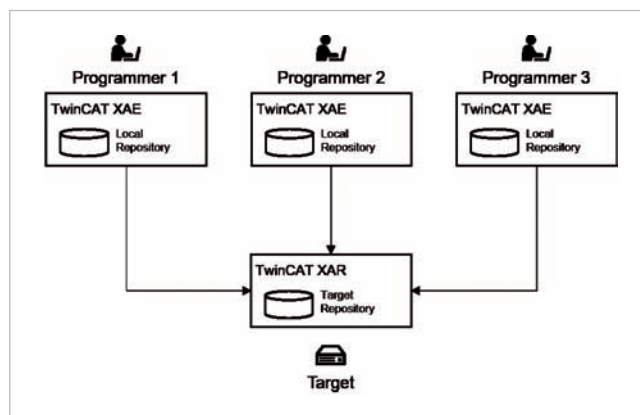 Programmer 1
Programmer 2
Programmer 3
TwinCAT XAE
Local
Repository
TwinCAT XAE
Local
Repository
TwinCAT XAE
Local
Repository
TwinCAT XAR
Target
Repository
Target